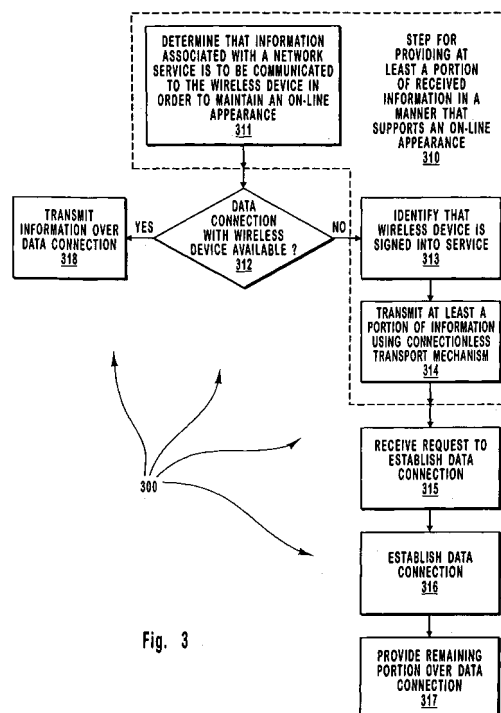 DETERMINE THAT INFORMATION
ASSOCIATED WITH A NETWORK
SERVICE IS TO BE COMMUNICATED
TO THE WIRELESS DEVICE IN
ORDER TO MAINTAIN AN ON-LINE
APPEARANCE
311
STEP FOR
PROVIDING AT
LEAST A PORTION
OF RECEIVED
INFORMATION IN A
MANNER THAT
SUPPORTS AN ON-LINE
APPEARANCE
310
TRANSMIT
INFORMATION OVER
DATA CONNECTION
318
YES
DATA
CONNECTION
WITH WIRELESS
DEVICE AVAILABLE ?
312
NO
IDENTIFY THAT
WIRELESS DEVICE IS
SIGNED INTO SERVICE
313
TRANSMIT AT LEAST A
PORTION OF INFORMATION
USING CONNECTIONLESS
TRANSPORT MECHANISM
314
RECEIVE REQUEST TO
ESTABLISH DATA
CONNECTION
315
300
ESTABLISH DATA
CONNECTION
316
Fig. 3
PROVIDE REMAINING
PORTION OVER DATA
CONNECTION
317